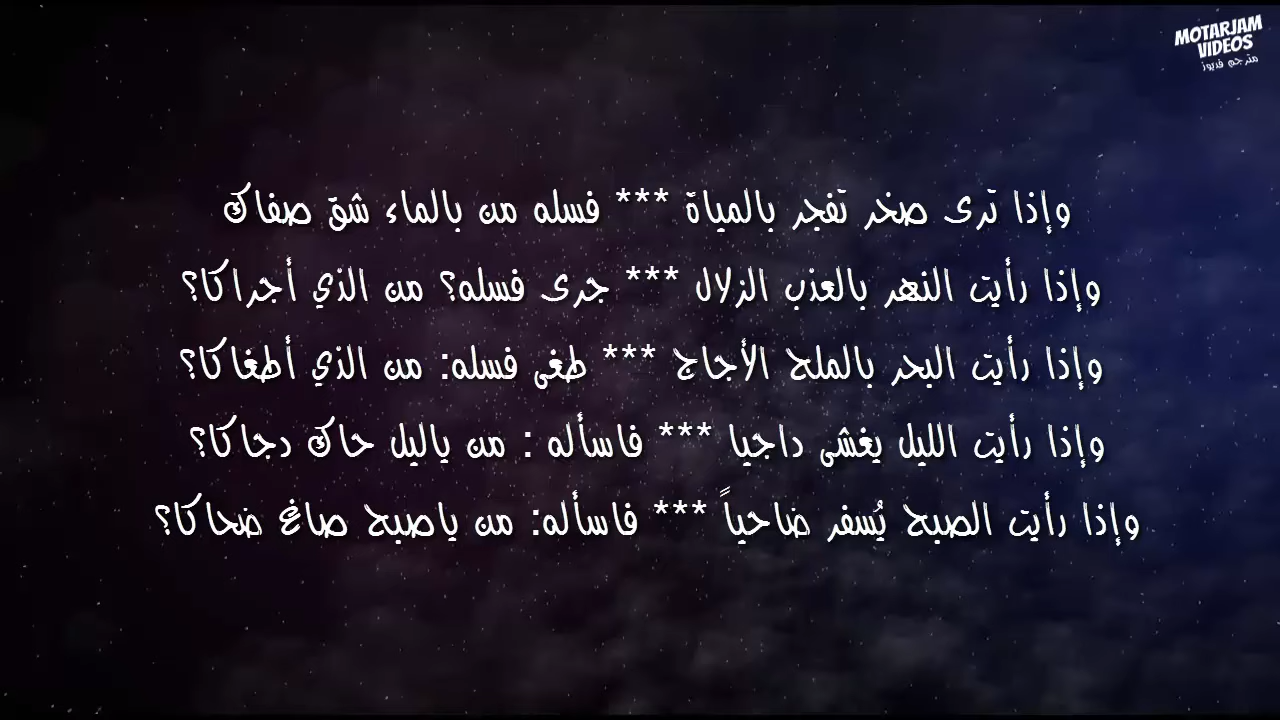 MOTARJAM
VIDEOS
مترجم فديوز
وإذا ترى صخر تفجر بالمياة *** فسله من بالماء شق صفاك
وإذا رأيت النهر بالعذب الزلال *** جرى فسله؟ من الذي أجراكا؟
وإذا رأيت البحر بالملح الأجاج *** طغى فسله: من الذي أطغاكا؟
وإذا رأيت الليل يغشى داجيا *** فاسأله : من ياليل حاك دجاكا؟
وإذا رأيت الصبح يُسفر ضاحياً *** فاسأله: من ياصبح صاغ ضحاكا؟